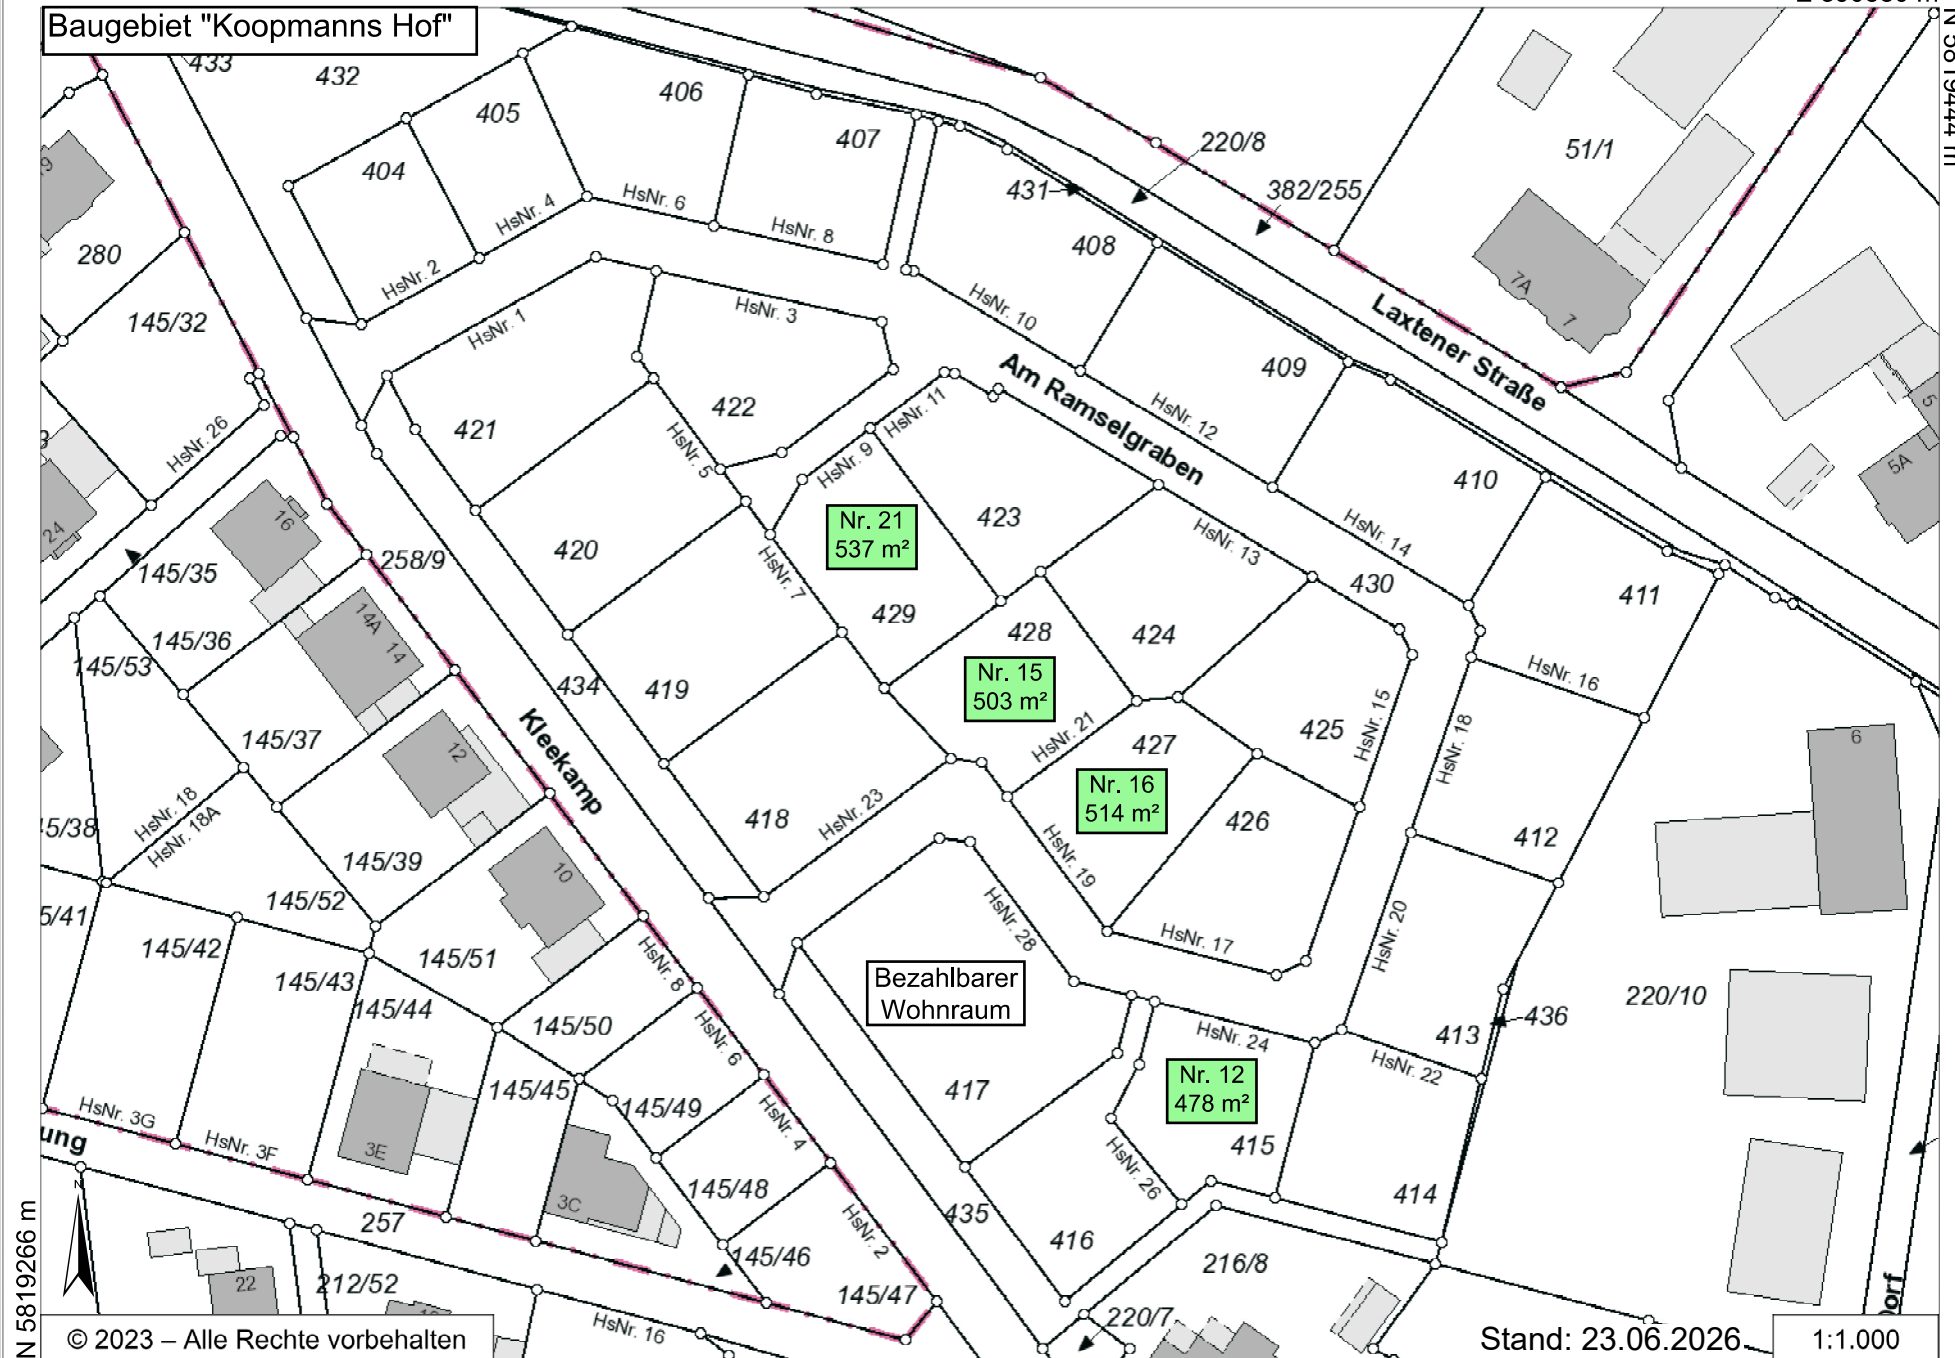 Baugebiet "Koopmanns Hof"
433
432
406
405
407
404
220/8
51/1
431
382/255
408
280
HsNr. 6
HsNr. 4
HsNr. 8
HsNr. 2
145/32
HsNr. 10
HsNr. 3
HsNr. 1
7A
7
Laxtener Straße
Am Ramselgraben
409
422
421
HsNr. 11
HsNr. 12
HsNr. 26
HsNr. 5
HsNr. 9
5
5A
410
16
423
Nr. 21
537 m²
24
HsNr. 13
HsNr. 14
420
258/9
145/35
HsNr. 7
430
411
14A
14
429
428
424
145/36
145/53
HsNr. 16
Nr. 15
503 m²
434
419
145/37
12
Kleekamp
HsNr. 21
427
425
HsNr. 15
HsNr. 18
6
Nr. 16
514 m²
HsNr. 18
HsNr. 18A
418
HsNr. 23
426
412
145/39
10
HsNr. 19
145/52
HsNr. 28
HsNr. 17
HsNr. 20
145/42
145/51
145/43
HsNr. 8
Bezahlbarer
Wohnraum
220/10
145/44
145/50
436
413
HsNr. 6
HsNr. 24
HsNr. 22
145/45
417
Nr. 12
478 m²
145/49
HsNr. 3G
HsNr. 4
ung
HsNr. 3F
3E
415
HsNr. 26
145/48
414
3C
N
257
HsNr. 2
435
416
145/46
216/8
22
212/52
145/47
220/7
HsNr. 16
Dorf
N 5819266 m
© 2023 – Alle Rechte vorbehalten
Stand: 23.06.2026
1:1.000